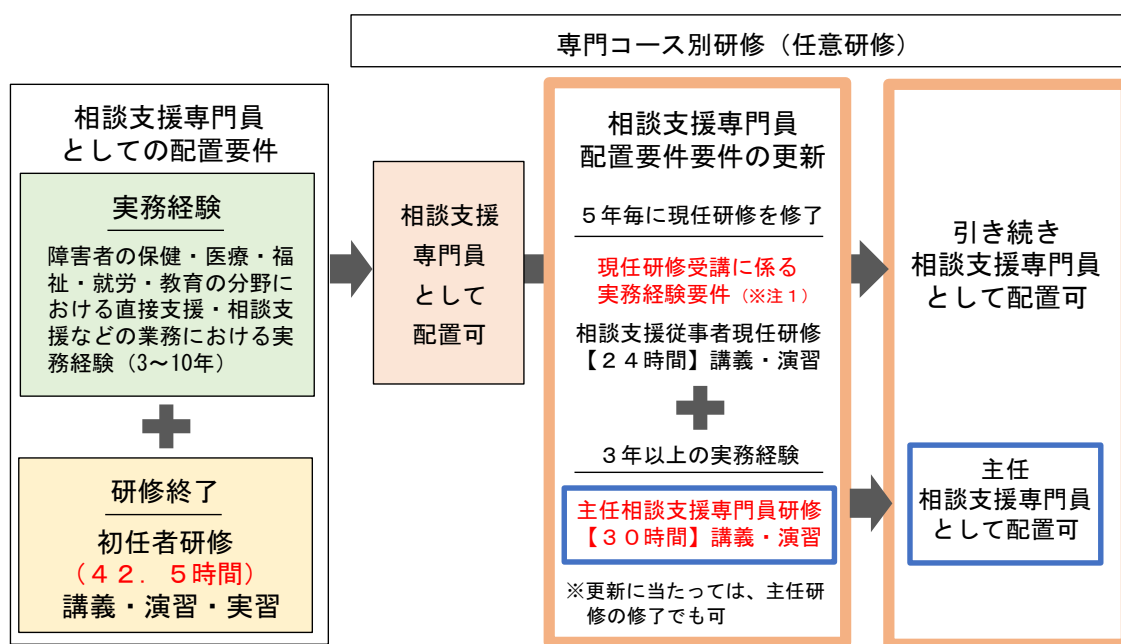 専門コース別研修（任意研修）
相談支援専門員
としての配置要件
実務経験
障害者の保健・医療・福
祉・就労・教育の分野に
おける直接支援・相談支
援などの業務における実
務経験（3～10年）
研修終了
初任者研修
（４２．５時間）
講義・演習・実習
相談支援
専門員
として
配置可
相談支援専門員
配置要件要件の更新
５年毎に現任研修を修了
現任研修受講に係る
実務経験要件（※注１）
相談支援従事者現任研修
【２４時間】講義・演習
３年以上の実務経験
主任相談支援専門員研修
【３０時間】講義・演習
※更新に当たっては、主任研
修の修了でも可
引き続き
相談支援専門員
として配置可
主任
相談支援専門員
として配置可